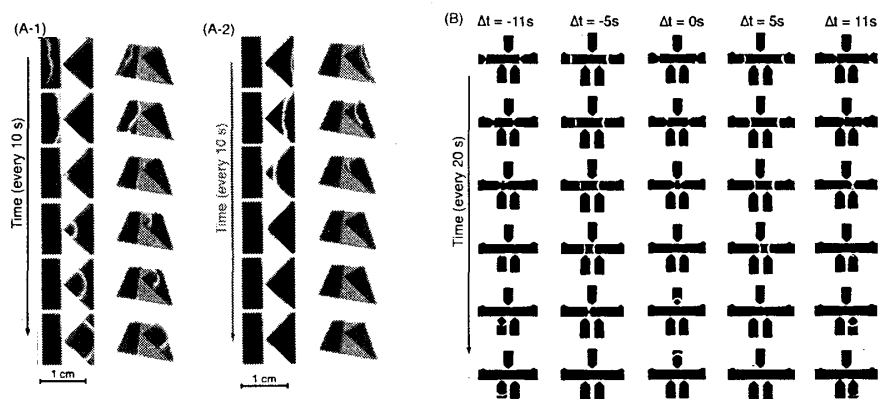 (A-1)
Time (every 10 s)
1 cm
(A-2)
Time (every 10 s)
1 cm
(B)
Δt = -11s Δt = -5s Δt = 0s Δt = 5s Δt = 11s
Time (every 20 s)